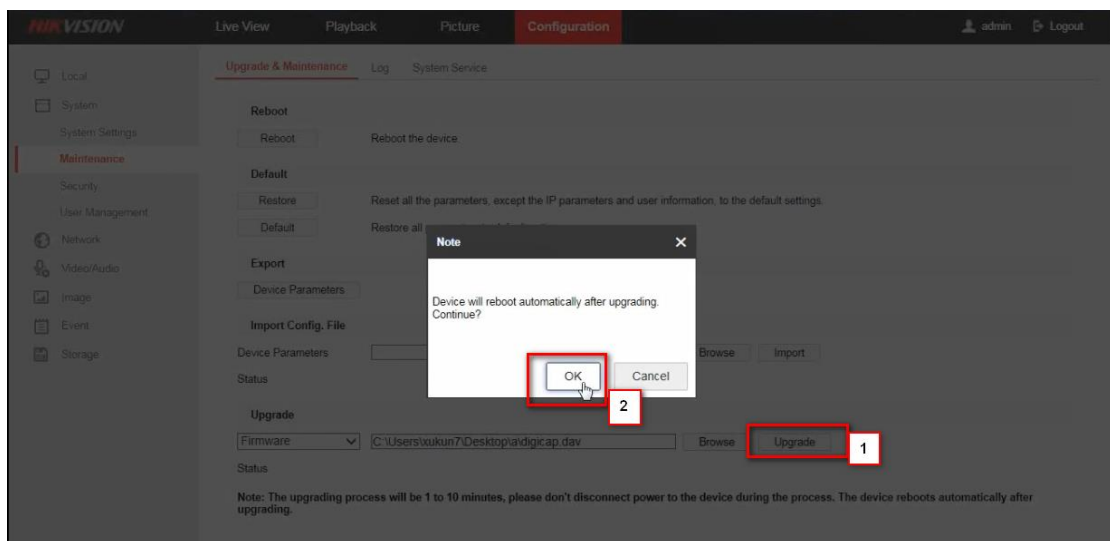 HIKVISION Live View Playback Picture Configuration admin Logout
Upgrade & Maintenance Log System Service
Local
System
System Settings
Maintenance
Security
User Management
Network
Video/Audio
Image
Event
Storage
Reboot
Reboot Reboot the device.
Default
Restore Reset all the parameters, except the IP parameters and user information, to the default settings.
Default Restore all
Export
Device Parameters
Import Config. File
Device Parameters Browse Import
Status
Note
Device will reboot automatically after upgrading.
Continue?
OK Cancel
2
Upgrade
Firmware C:\Users\xukun7\Desktop\a\digicap.dav Browse Upgrade 1
Status
Note: The upgrading process will be 1 to 10 minutes, please don't disconnect power to the device during the process. The device reboots automatically after
upgrading.